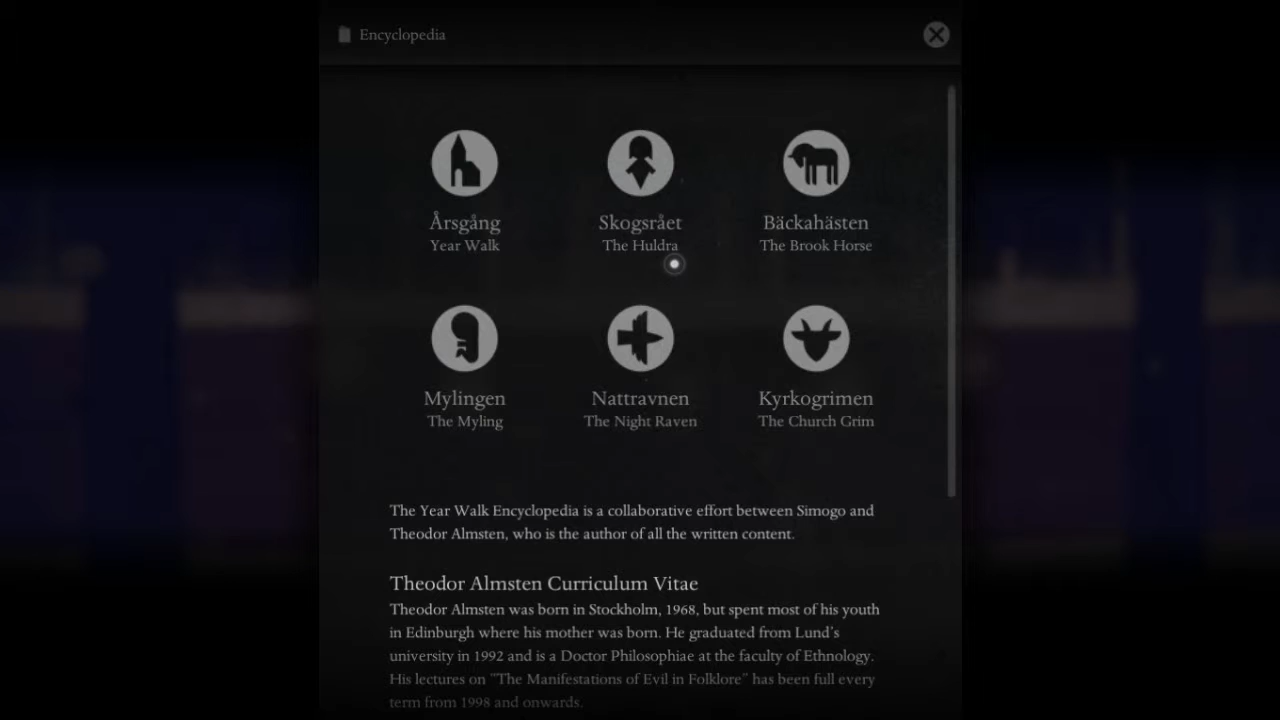 Encyclopedia
Årsgång
Year Walk
Skogsrået
The Huldra
Bäckahästen
The Brook Horse
Mylingen
The Myling
Nattravnen
The Night Raven
Kyrkogrimen
The Church Grim
The Year Walk Encyclopedia is a collaborative effort between Simogo and
Theodor Almsten, who is the author of all the written content.
Theodor Almsten Curriculum Vitae
Theodor Almsten was born in Stockholm, 1968, but spent most of his youth
in Edinburgh where his mother was born. He graduated from Lund's
university in 1992 and is a Doctor Philosophiae at the faculty of Ethnology.
His lectures on "The Manifestations of Evil in Folklore" has been full every
term from 1998 and onwards.